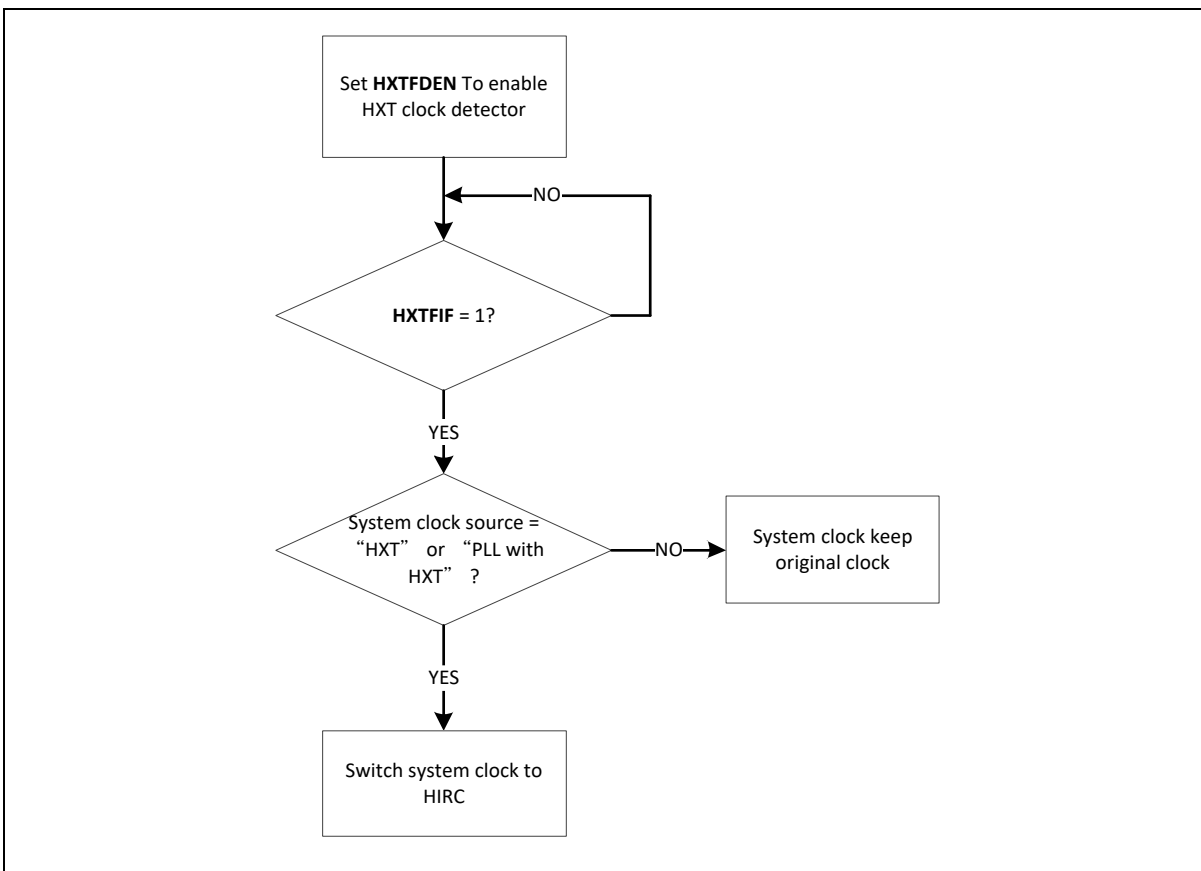 Set HXTFDEN To enable
HXT clock detector
NO
HXTFIF = 1?
YES
System clock source =
“HXT” or “PLL with
HXT” ?
NO
System clock keep
original clock
YES
Switch system clock to
HIRC